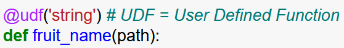 @udf('string') # UDF = User Defined Function
def fruit_name(path):